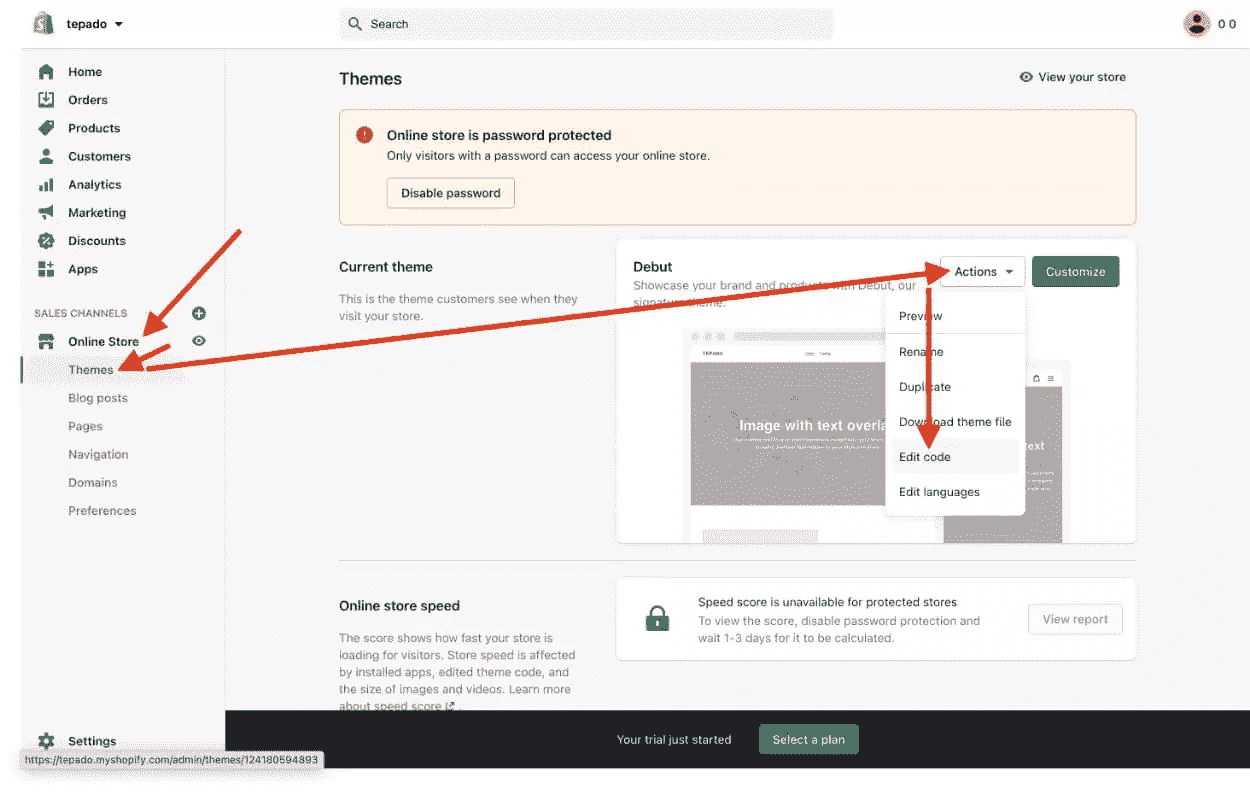 tepado
Search
0 0
Home
Orders
Products
Customers
Analytics
Marketing
Discounts
Apps
SALES CHANNELS
Online Store
Themes
Blog posts
Pages
Navigation
Domains
Preferences
Settings
https://tepado.myshopify.com/admin/themes/124180594893
Themes
View your store
Online store is password protected
Only visitors with a password can access your online store.
Disable password
Current theme
This is the theme customers see when they
visit your store.
Debut
Showcase your brand and products with Debut, our
signature theme.
Actions
Customize
Preview
Rename
Duplicate
Download theme file
Edit code
Edit languages
TEPADO
Image with text overla
ext
Online store speed
The score shows how fast your store is
loading for visitors. Store speed is affected
by installed apps, edited theme code, and
the size of images and videos. Learn more
about speed score
Speed score is unavailable for protected stores
To view the score, disable password protection and
wait 1-3 days for it to be calculated.
View report
Your trial just started
Select a plan